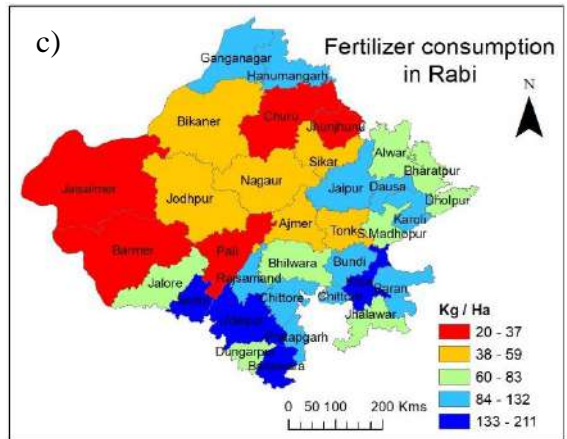 c)
Fertilizer consumption
in Rabi
N
Ganganagar
Hanumangarh
Bikaner
Churu
Jhunjhunu
Sikar
Alwar
Bharatpur
Jaisalmer
Jodhpur
Nagaur
Jaipur
Dausa
Dholpur
Karoli
Ajmer
Tonk
S.Madhopur
Barmer
Pali
Rajsamand
Bhilwara
Bundi
Jalore
Chittore
Chittore
Baran
Jhalawar
Dungarpur
Kg / Ha
20 - 37
38 - 59
60 - 83
84 - 132
133 - 211
0 50 100 200 Kms